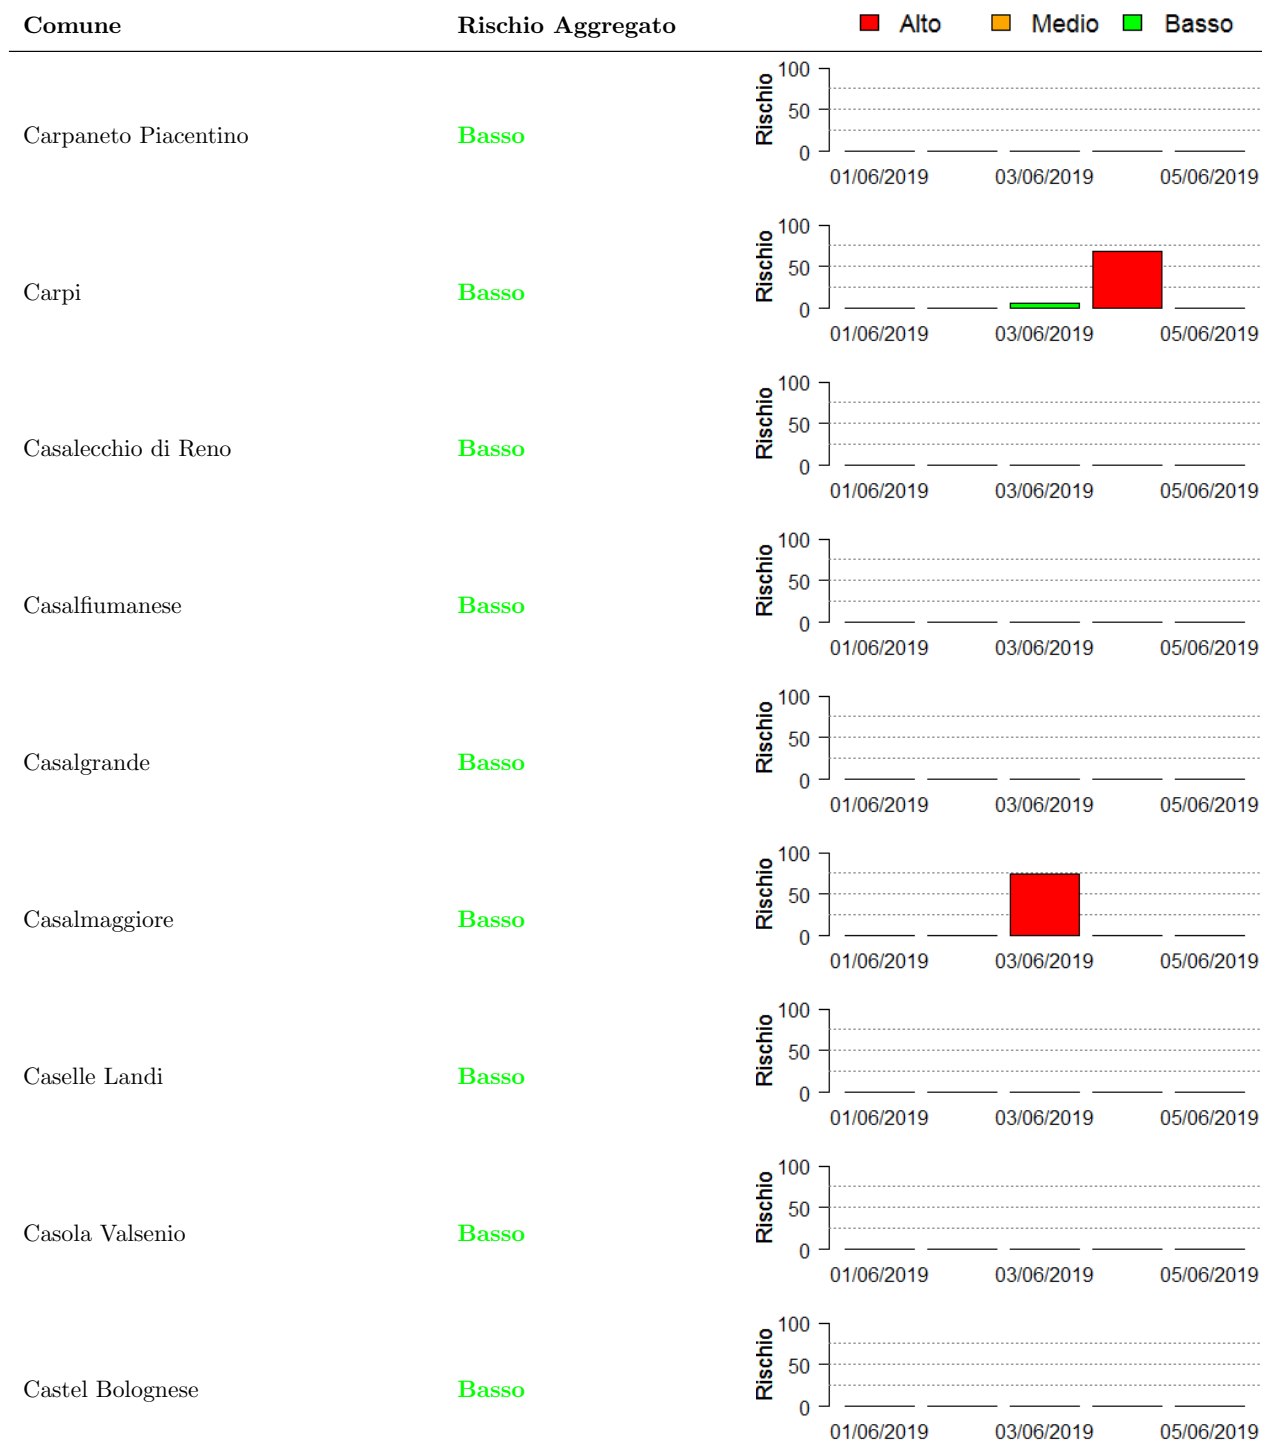 Comune Rischio Aggregato Alto Medio Basso
100
50
0
Rischio
Carpaneto Piacentino Basso
01/06/2019 03/06/2019 05/06/2019
100
50
0
Rischio
Carpi Basso
01/06/2019 03/06/2019 05/06/2019
100
50
0
Rischio
Casalecchio di Reno Basso
01/06/2019 03/06/2019 05/06/2019
100
50
0
Rischio
Casalfiumanese Basso
01/06/2019 03/06/2019 05/06/2019
100
50
0
Rischio
Casalgrande Basso
01/06/2019 03/06/2019 05/06/2019
100
50
0
Rischio
Casalmaggiore Basso
01/06/2019 03/06/2019 05/06/2019
100
50
0
Rischio
Caselle Landi Basso
01/06/2019 03/06/2019 05/06/2019
100
50
0
Rischio
Casola Valsenio Basso
01/06/2019 03/06/2019 05/06/2019
100
50
0
Rischio
Castel Bolognese Basso
01/06/2019 03/06/2019 05/06/2019